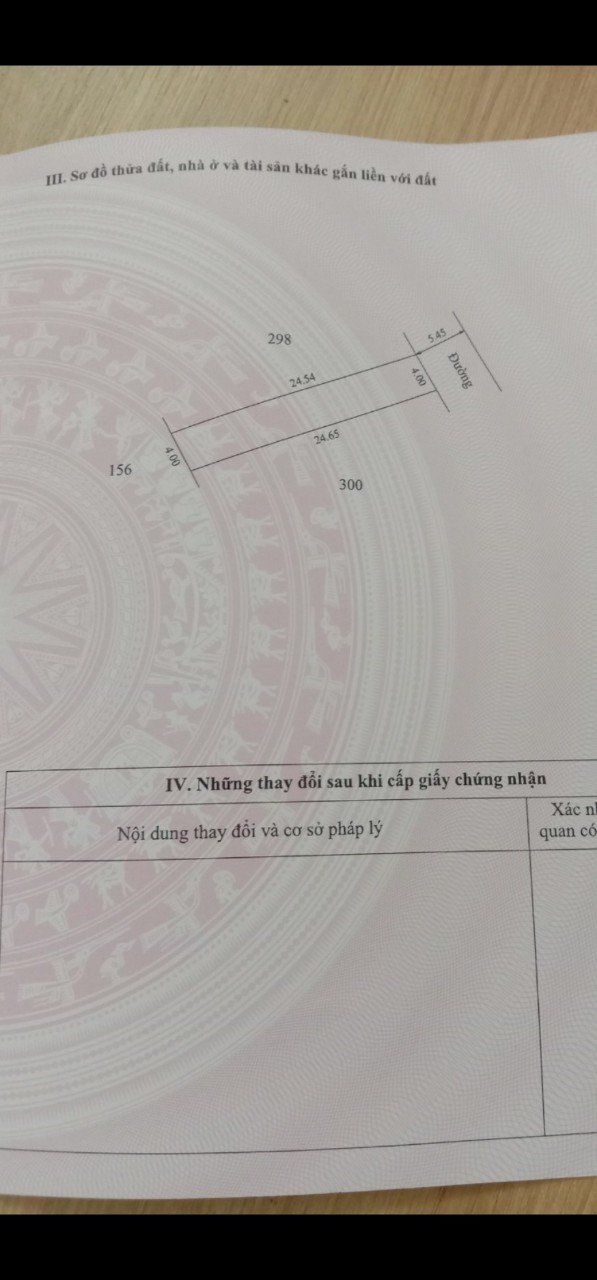 III. Sơ đồ thửa đất, nhà ở và tài sản khác gắn liền với đất
298
5.45
Đường
24.54
4.00
4.00
24.65
156
300
IV. Những thay đổi sau khi cấp giấy chứng nhận
Nội dung thay đổi và cơ sở pháp lý
Xác
quan có